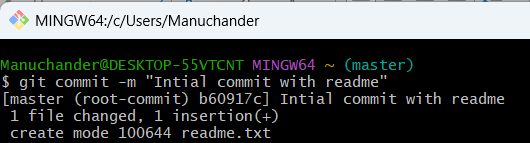 MINGW64:/c/Users/Manuchander
Manuchander@DESKTOP-55VTCNT MINGW64 ~ (master)
$ git commit -m "Intial commit with readme"
[master (root-commit) b60917c] Intial commit with readme
 1 file changed, 1 insertion(+)
 create mode 100644 readme.txt